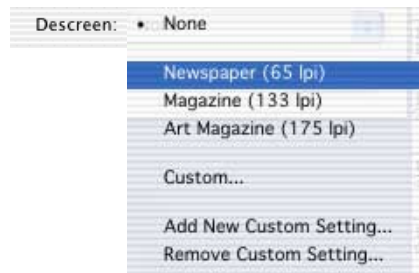 Descreen: • None
Newspaper (65 lpi)
Magazine (133 lpi)
Art Magazine (175 lpi)
Custom...
Add New Custom Setting...
Remove Custom Setting...